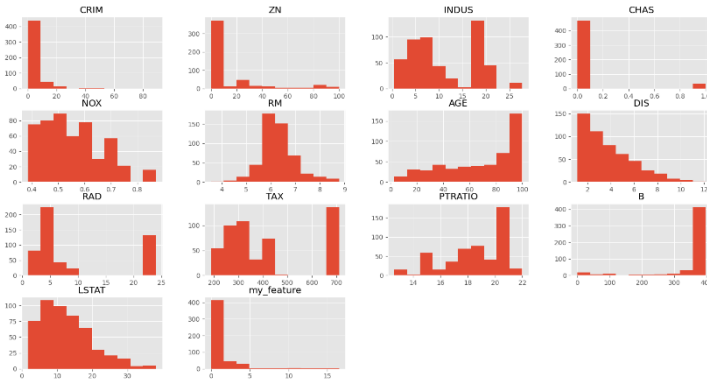 CRIM ZN INDUS CHAS
400 300 200 100 0
0 20 40 60 80
300 200 100 0
0 20 40 60 80 100
100 50 0
0 5 10 15 20 25
400 300 200 100 0
0.0 0.2 0.4 0.6 0.8 1.0
NOX RM AGE DIS
80 60 40 20 0
0.4 0.5 0.6 0.7 0.8
150 100 50 0
4 5 6 7 8 9
150 100 50 0
0 20 40 60 80 100
150 100 50 0
2 4 6 8 10 12
RAD TAX PTRATIO B
200 100 0
0 5 10 15 20 25
100 50 0
200 300 400 500 600 700
150 100 50 0
14 16 18 20 22
400 300 200 100 0
0 100 200 300 400
LSTAT my_feature
100 75 50 25 0
0 10 20 30
400 300 200 100 0
0 5 10 15